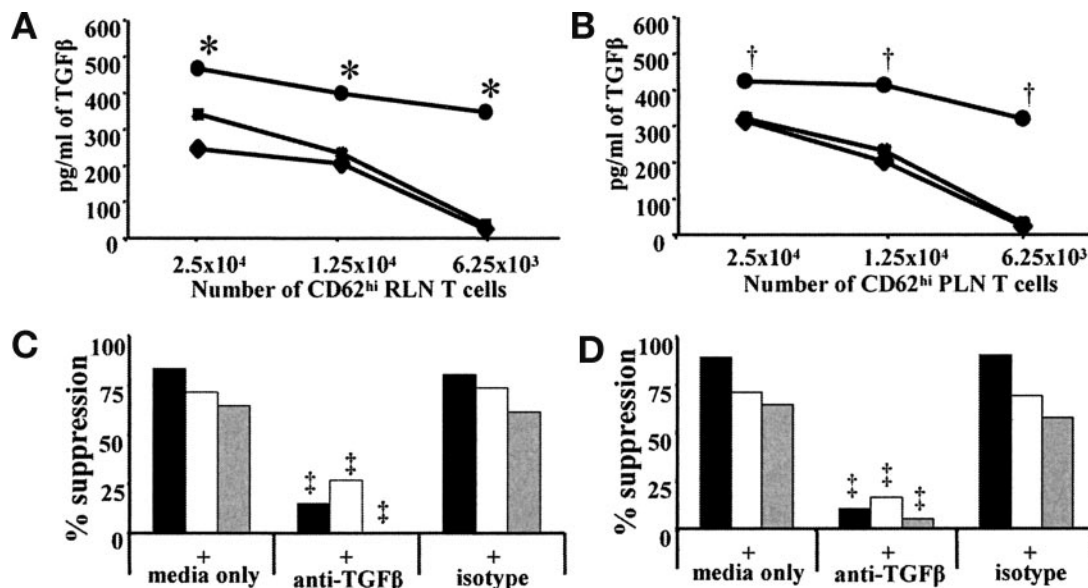 A
600
500
400
300
200
100
0
pg/ml of TGFβ
* * *
2.5x10⁴ 1.25x10⁴ 6.25x10³
Number of CD62ʰⁱ RLN T cells
B
600
500
400
300
200
100
0
pg/ml of TGFβ
† † †
2.5x10⁴ 1.25x10⁴ 6.25x10³
Number of CD62ʰⁱ PLN T cells
C
100
75
50
25
0
% suppression
‡ ‡ ‡
+ + +
media only anti-TGFβ isotype
D
100
75
50
25
0
% suppression
‡ ‡ ‡
+ + +
media only anti-TGFβ isotype